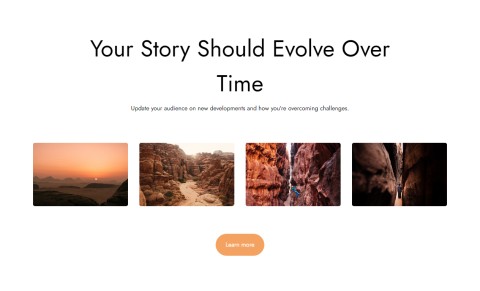 Your Story Should Evolve Over
Time
Update your audience on new developments and how you're overcoming challenges.
Learn more